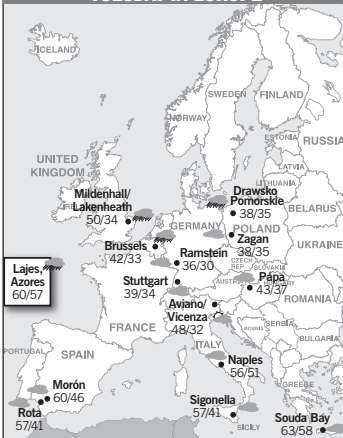 ICELAND
SWEDEN
FINLAND
NORWAY
ESTONIA
RUSSIA
LATVIA
LITHUANIA
UNITED
KINGDOM
Mildenhall/
Lakenheath
50/34
Drawsko
Pomorskie
38/35
BELARUS
GERMANY
POLAND
Zagan
38/35
Brussels
42/33
Ramstein
36/30
CZECH
REP.
SLOVAKIA
UKRAINE
Lajes,
Azores
60/57
Stuttgart
39/34
AUSTRIA
Pápa
43/37
HUNGARY
ROMANIA
Aviano/
Vicenza
48/32
FRANCE
BOSNIA
SERBIA
BULGARIA
ITALY
PORTUGAL
SPAIN
Naples
56/51
Morón
60/46
GREECE
Rota
57/41
Sigonella
57/41
SICILY
Souda Bay
63/58